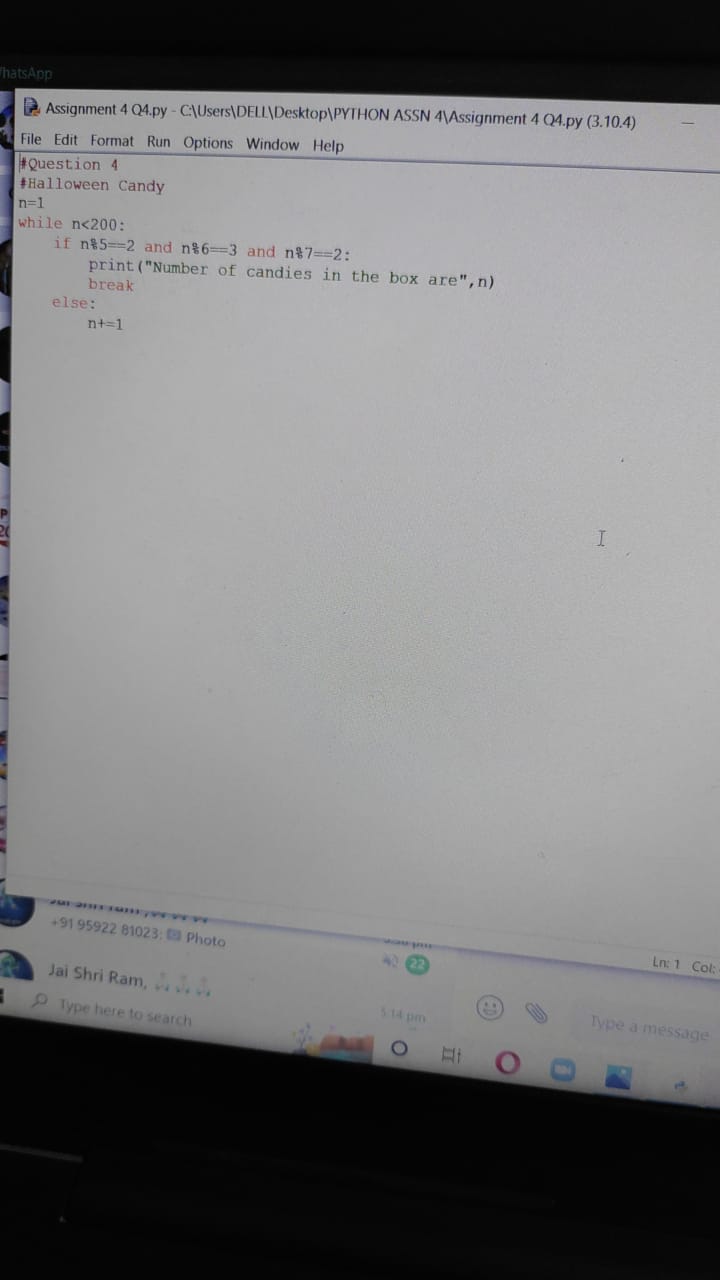 hatsApp
Assignment 4 Q4.py - C:\Users\DELL\Desktop\PYTHON ASSN 4\Assignment 4 Q4.py (3.10.4)
File Edit Format Run Options Window Help
#Question 4
#Halloween Candy
n=1
while n<200:
    if n%5==2 and n%6==3 and n%7==2:
        print("Number of candies in the box are",n)
        break
    else:
        n+=1
+91 95922 81023: Photo
22
Ln: 1 Col:
Jai Shri Ram,
5:14 pm
Type a message
Type here to search